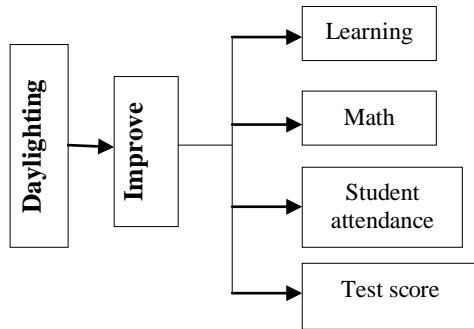 Daylighting
Improve
Learning
Math
Student
attendance
Test score